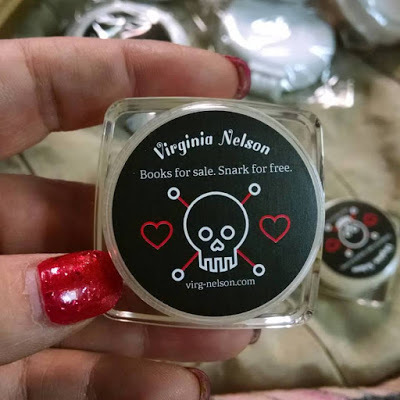 Virginia Nelson
Books for sale. Snark for free.
virg-nelson.com